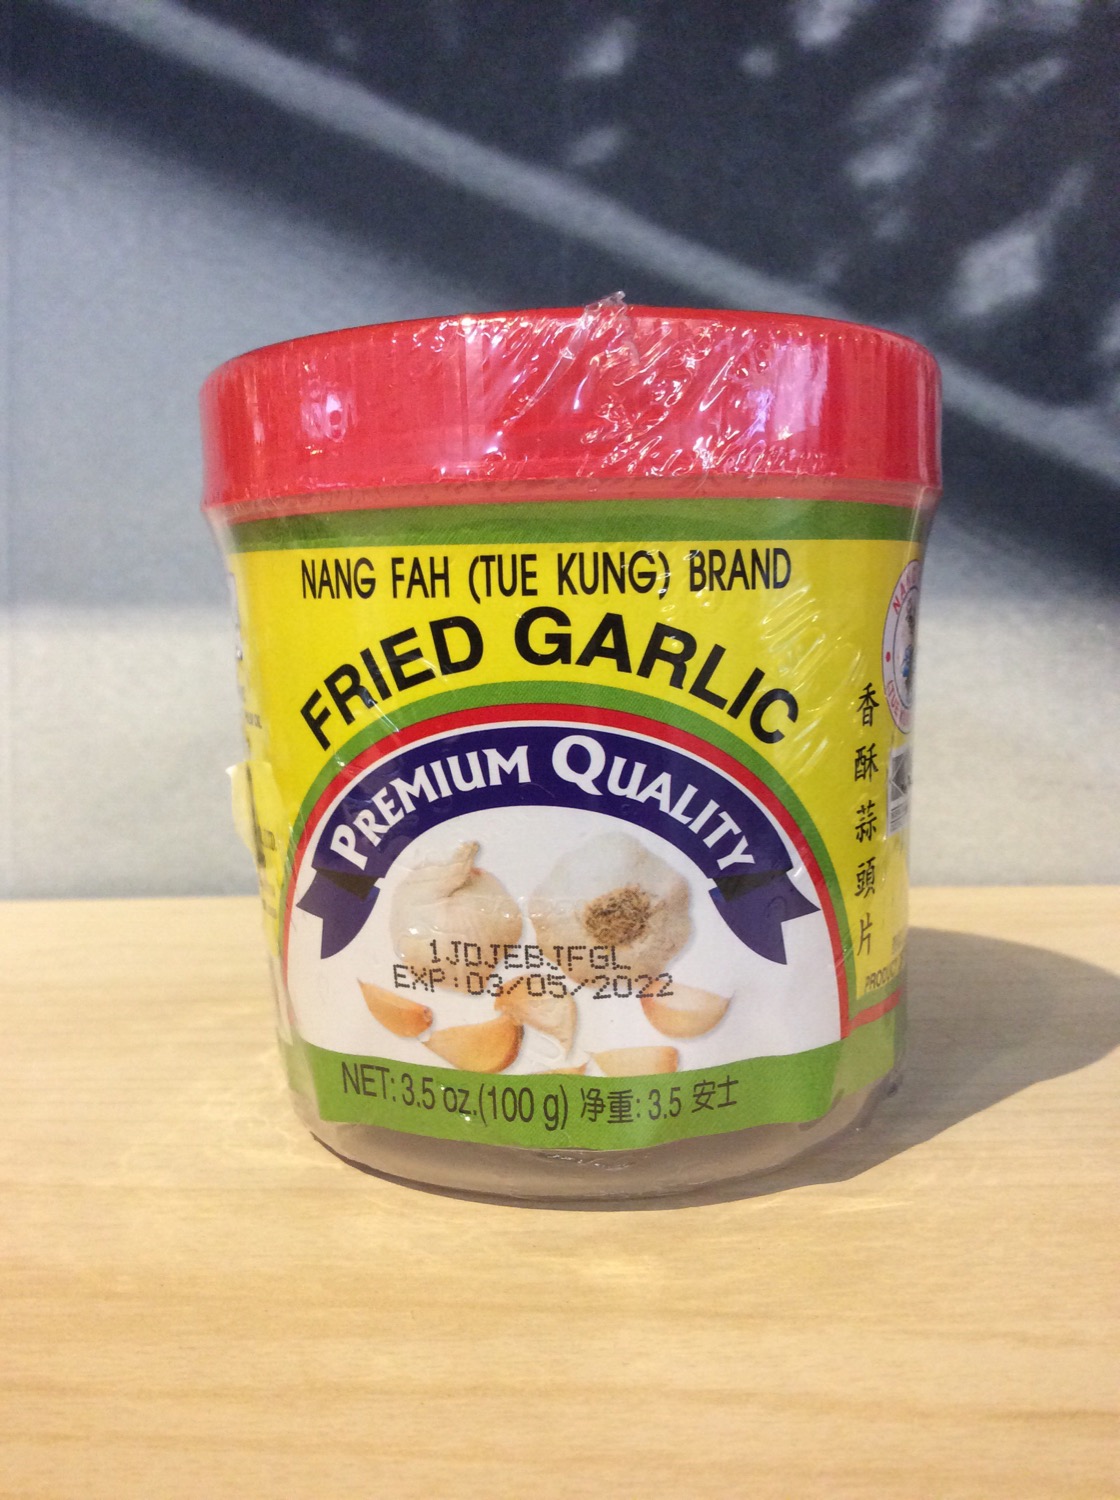 NANG FAH (TUE KUNG) BRAND
FRIED GARLIC
PREMIUM QUALITY
香酥蒜頭片
1JDJEBJFGL
EXP:03/05/2022
NET: 3.5 oz.(100 g) 净重: 3.5 安士